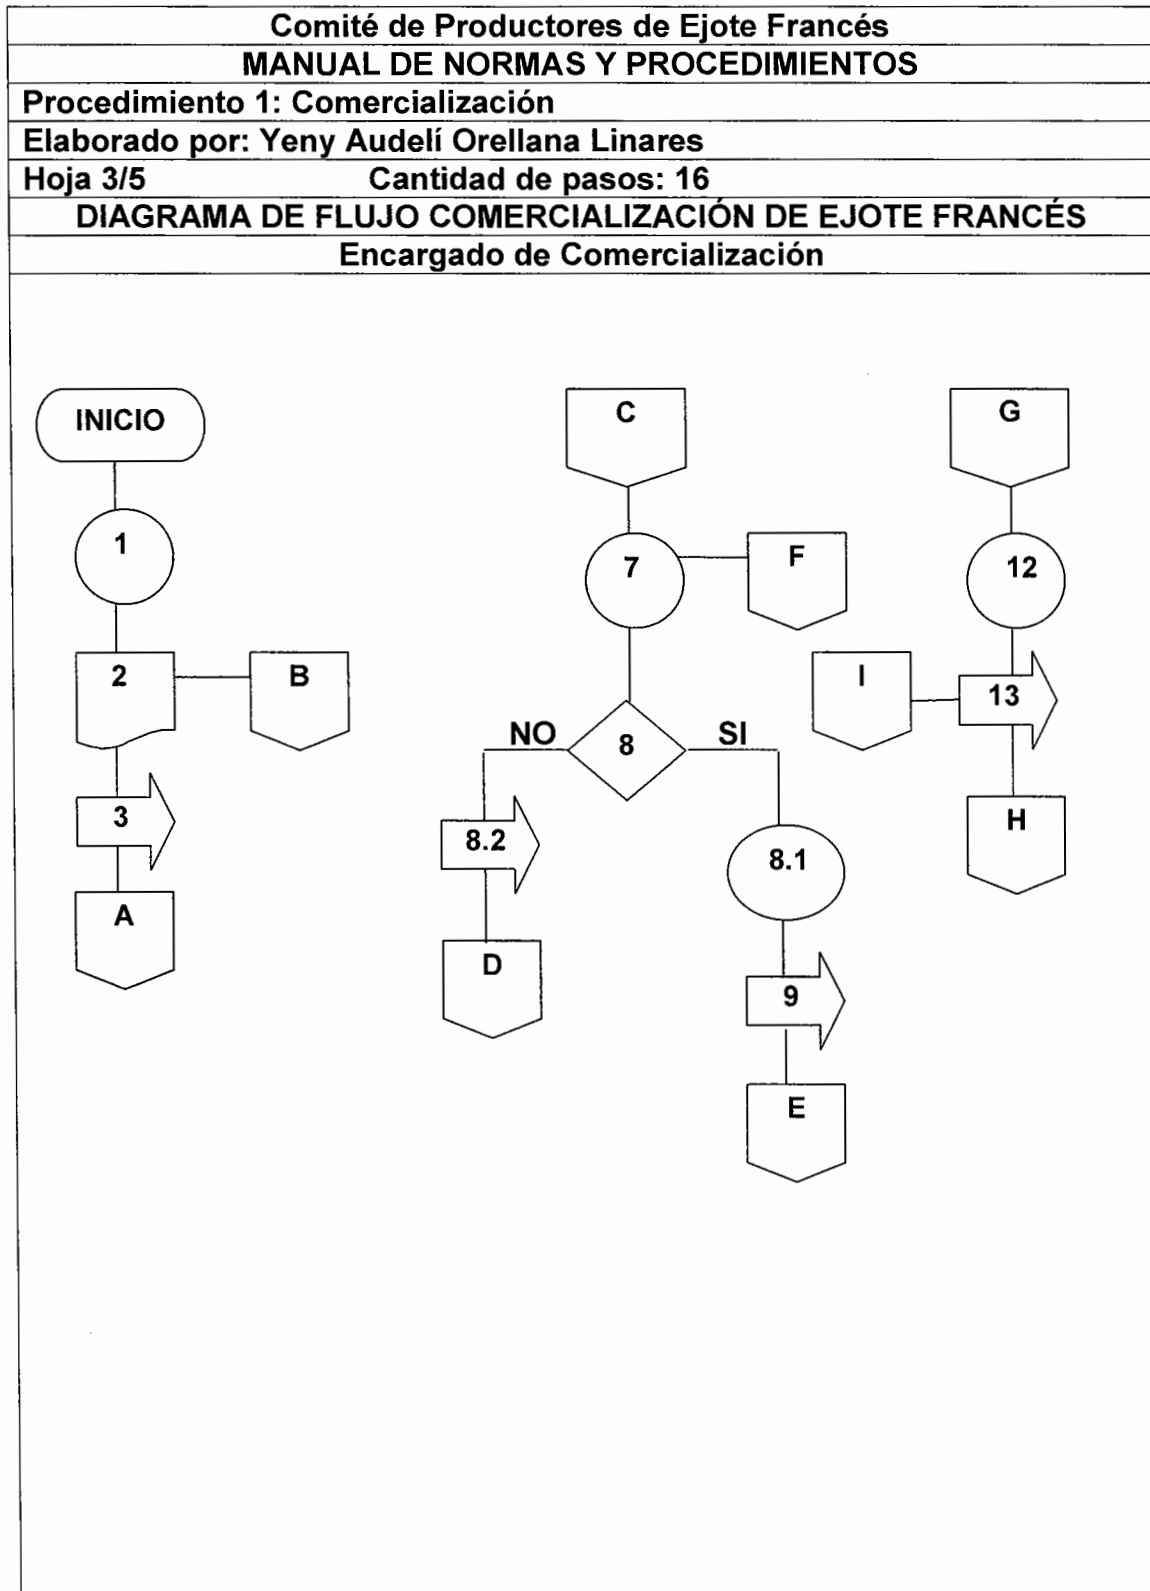 Comité de Productores de Ejote Francés
MANUAL DE NORMAS Y PROCEDIMIENTOS
Procedimiento 1: Comercialización
Elaborado por: Yeny Audelí Orellana Linares
Hoja 3/5 Cantidad de pasos: 16
DIAGRAMA DE FLUJO COMERCIALIZACIÓN DE EJOTE FRANCÉS
Encargado de Comercialización
INICIO
1
2
B
3
A
C
7
F
8
NO
SI
8.2
D
8.1
9
E
G
12
I
13
H